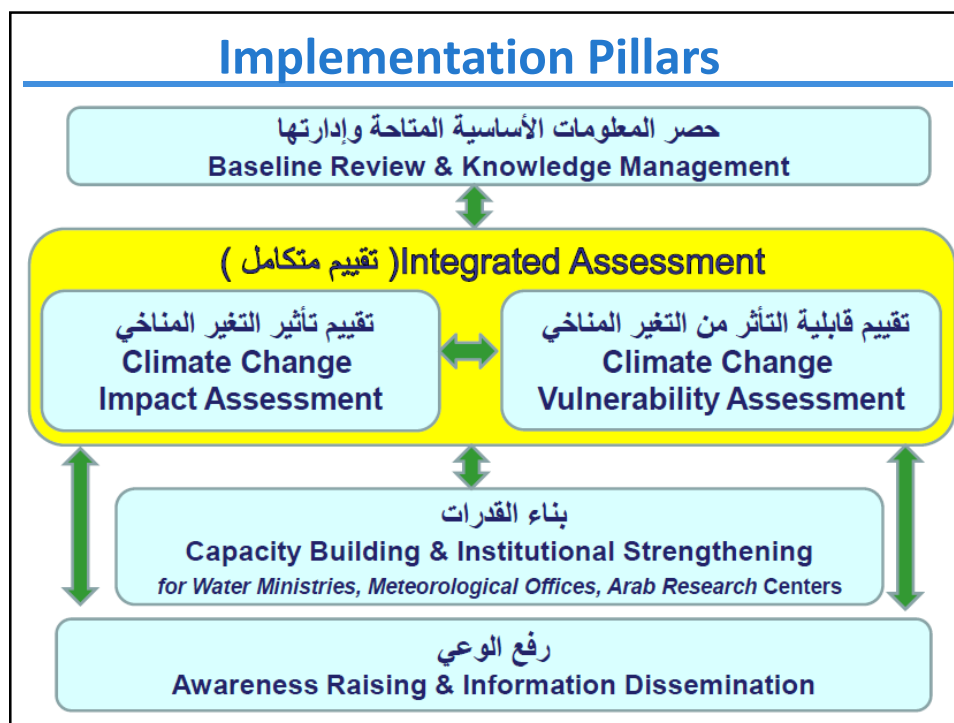 Implementation Pillars
حصر المعلومات الأساسية المتاحة وإدارتها
Baseline Review & Knowledge Management
Integrated Assessment( تقييم متكامل )
تقييم تأثير التغير المناخي
Climate Change
Impact Assessment
تقييم قابلية التأثر من التغير المناخي
Climate Change
Vulnerability Assessment
بناء القدرات
Capacity Building & Institutional Strengthening
for Water Ministries, Meteorological Offices, Arab Research Centers
رفع الوعي
Awareness Raising & Information Dissemination